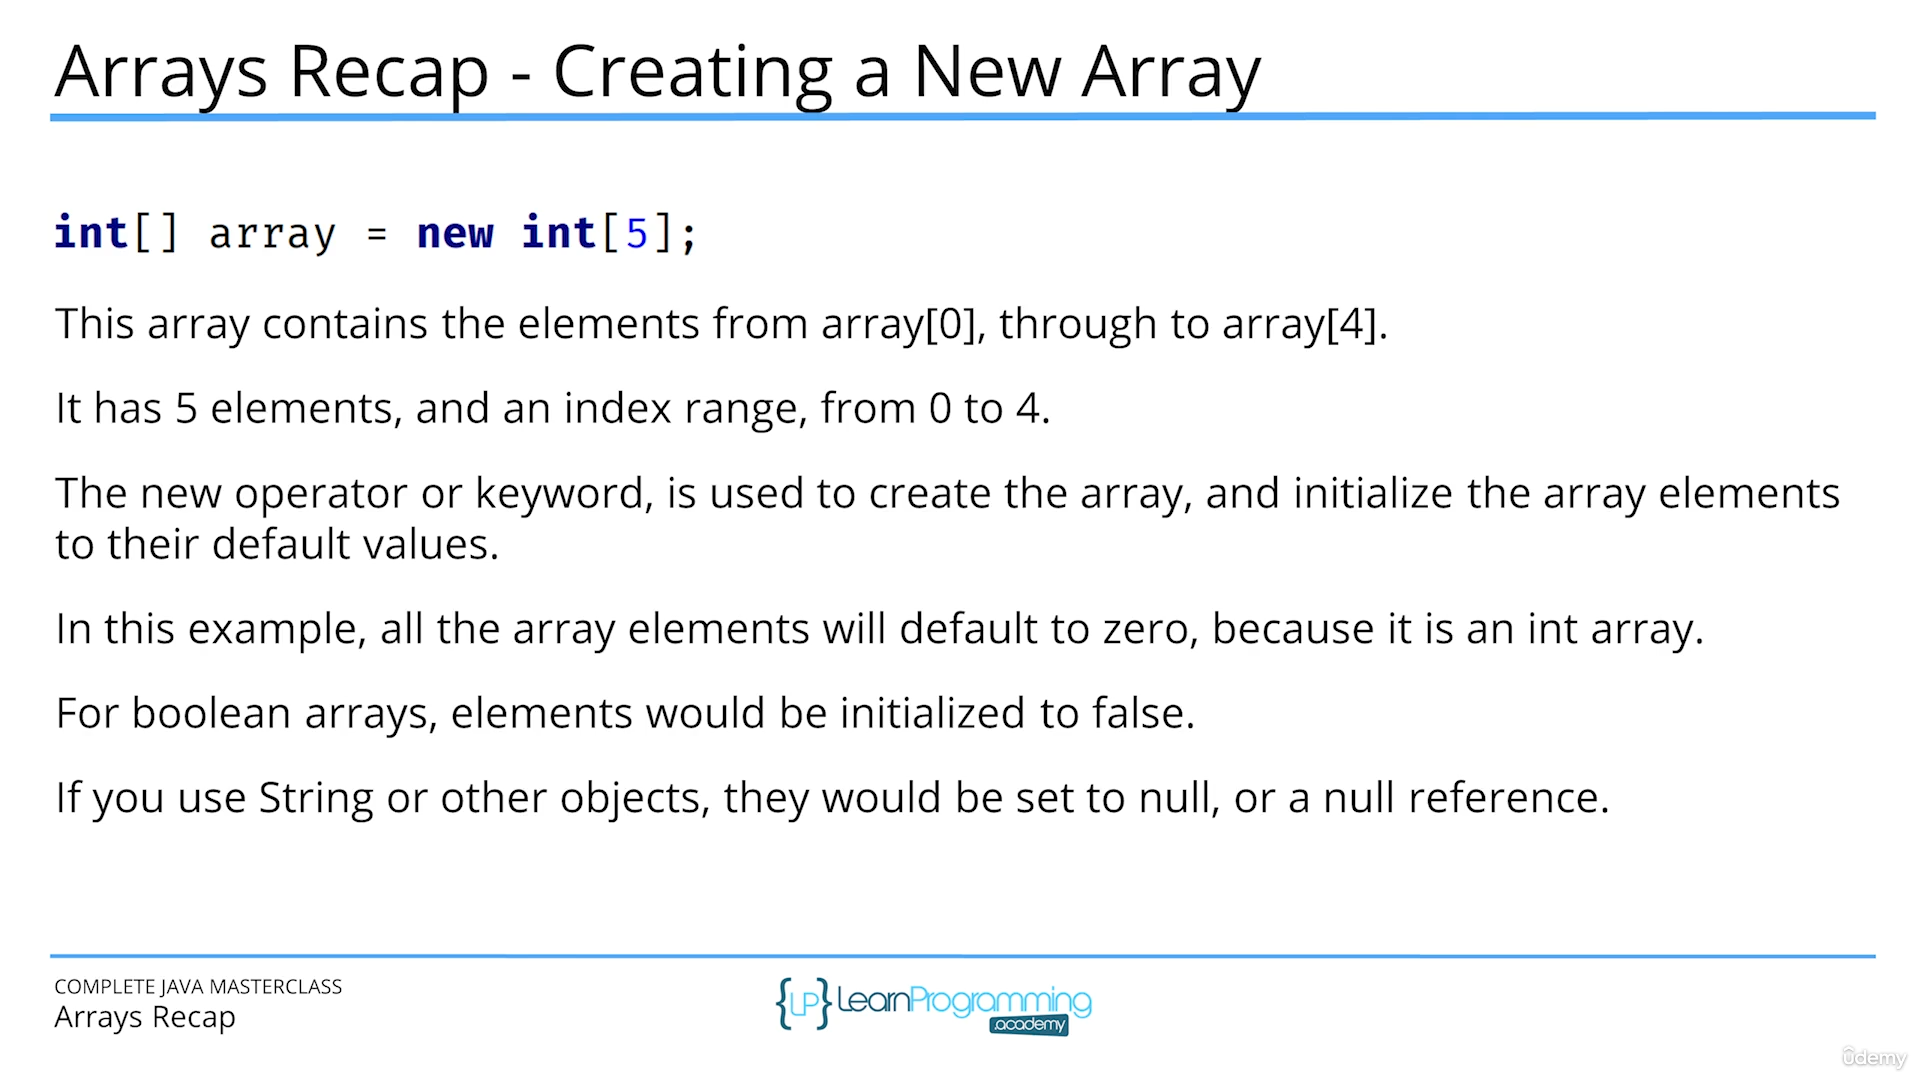 Arrays Recap - Creating a New Array
int[] array = new int[5];
This array contains the elements from array[0], through to array[4].
It has 5 elements, and an index range, from 0 to 4.
The new operator or keyword, is used to create the array, and initialize the array elements
to their default values.
In this example, all the array elements will default to zero, because it is an int array.
For boolean arrays, elements would be initialized to false.
If you use String or other objects, they would be set to null, or a null reference.
COMPLETE JAVA MASTERCLASS
Arrays Recap
{LP} LearnProgramming
.academy
ûdemy